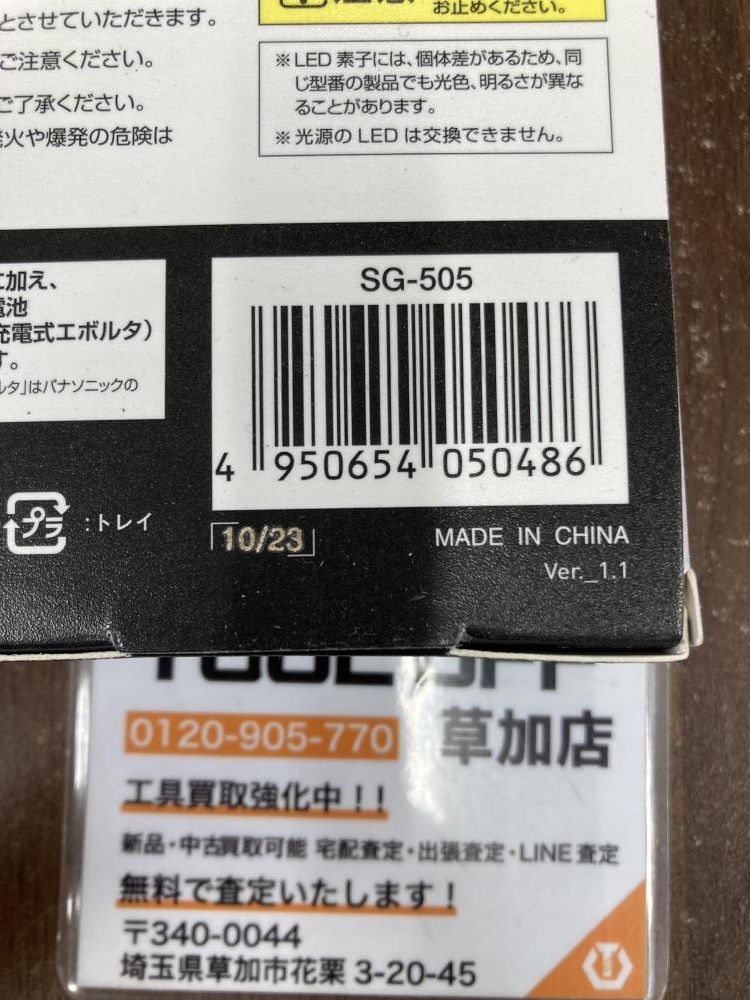 とさせていただきます。
ご注意ください。
ご了承ください。
火や爆発の危険は
お止めください。
※LED 素子には、個体差があるため、同
じ型番の製品でも光色、明るさが異な
ることがあります。
※光源の LED は交換できません。
に加え、
電池
充電式エボルタ）
す。
ルタ」はパナソニックの
プラ
:トレイ
SG-505
4 950654 050486
10/23
MADE IN CHINA
Ver._1.1
TOOL OFF
0120-905-770 草加店
工具買取強化中！！
新品・中古買取可能 宅配査定・出張査定・LINE査定
無料で査定いたします！
〒340-0044
埼玉県草加市花栗 3-20-45